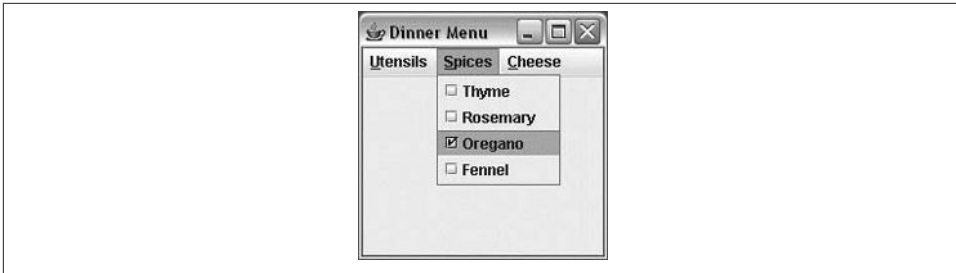 Dinner Menu
Utensils Spices Cheese
Thyme
Rosemary
Oregano
Fennel